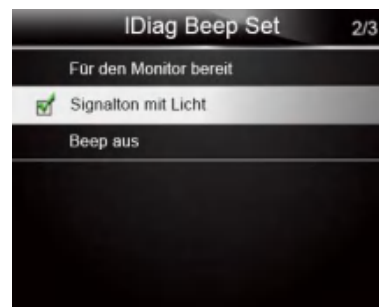 IDiag Beep Set 2/3
Für den Monitor bereit
Signalton mit Licht
Beep aus